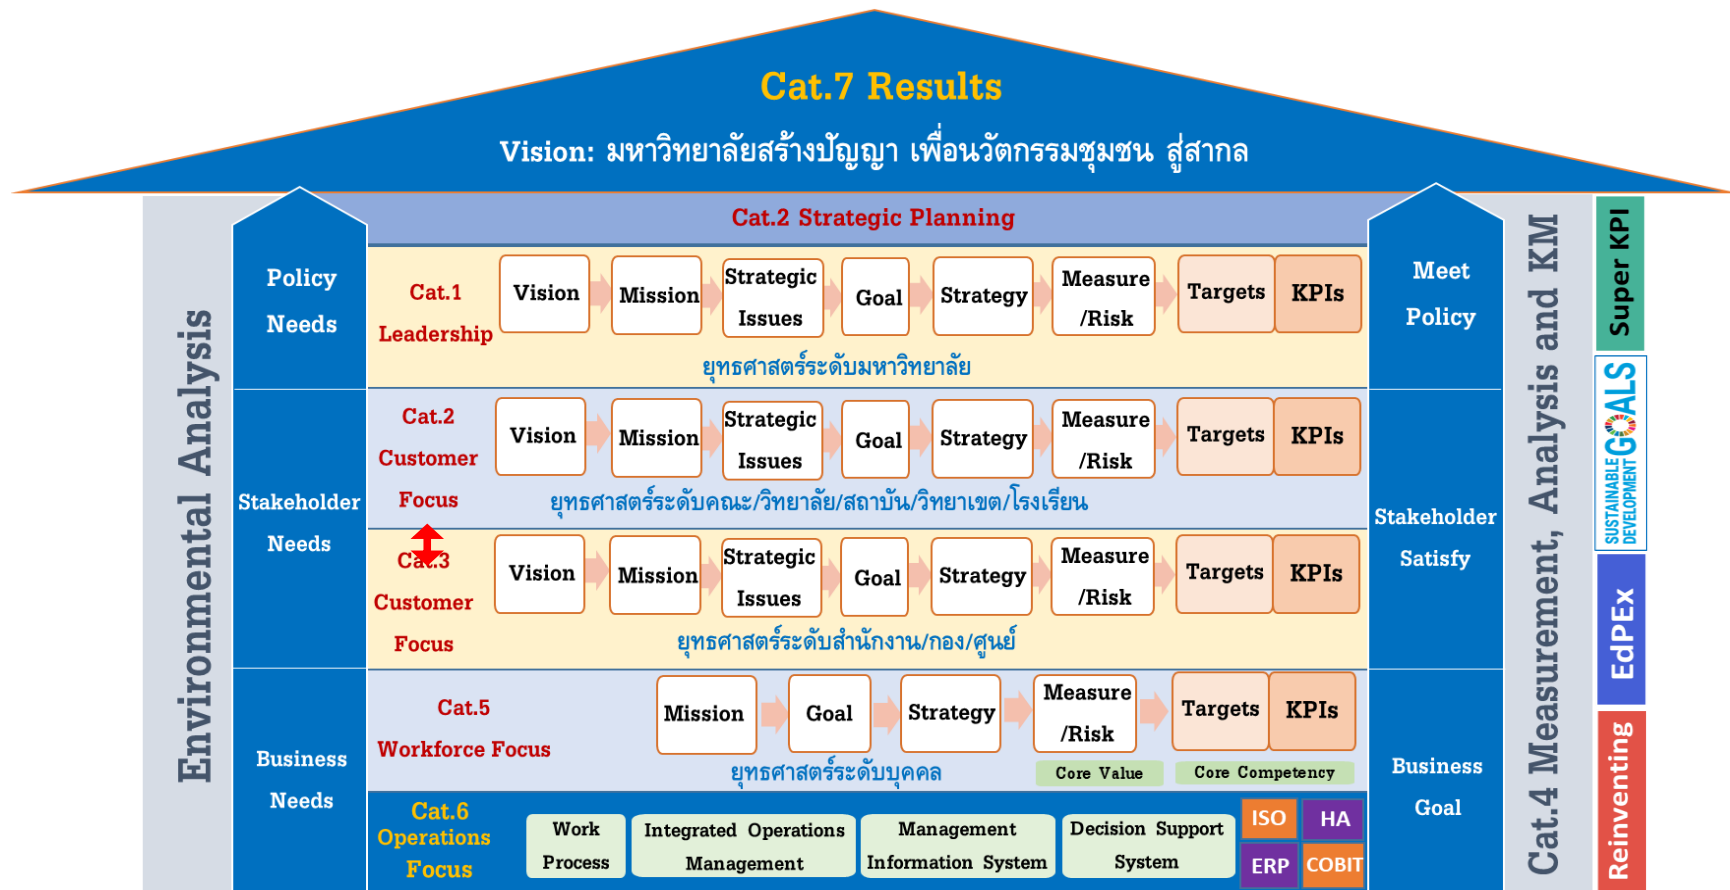 Cat.7 Results
Vision: มหาวิทยาลัยสร้างปัญญา เพื่อนวัตกรรมชุมชน สู่สากล
Environmental Analysis
Policy
Needs
Stakeholder
Needs
Business
Needs
Cat.2 Strategic Planning
Cat.1
Leadership
Vision
Mission
Strategic
Issues
Goal
Strategy
Measure
/Risk
Targets
KPIs
ยุทธศาสตร์ระดับมหาวิทยาลัย
Cat.2
Customer
Focus
Vision
Mission
Strategic
Issues
Goal
Strategy
Measure
/Risk
Targets
KPIs
ยุทธศาสตร์ระดับคณะ/วิทยาลัย/สถาบัน/วิทยาเขต/โรงเรียน
Cat.3
Customer
Focus
Vision
Mission
Strategic
Issues
Goal
Strategy
Measure
/Risk
Targets
KPIs
ยุทธศาสตร์ระดับสำนักงาน/กอง/ศูนย์
Cat.5
Workforce Focus
Mission
Goal
Strategy
Measure
/Risk
Targets
KPIs
ยุทธศาสตร์ระดับบุคคล
Core Value
Core Competency
Cat.6
Operations
Focus
Work
Process
Integrated Operations
Management
Management
Information System
Decision Support
System
ISO
HA
ERP
COBIT
Meet
Policy
Stakeholder
Satisfy
Business
Goal
Cat.4 Measurement, Analysis and KM
Super KPI
SUSTAINABLE
DEVELOPMENT
GOALS
EdPEx
Reinventing